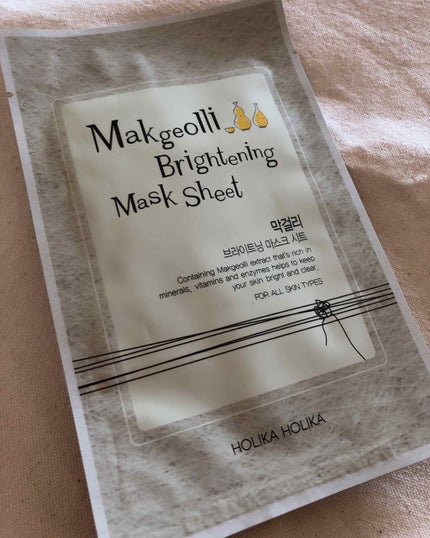 Makgeolli
Brightening
Mask Sheet
막걸리
브라이트닝 마스크 시트
Containing Makgeolli extract that's rich in
minerals, vitamins and enzymes helps to keep
your skin bright and clear.
FOR ALL SKIN TYPES
HOLIKA HOLIKA